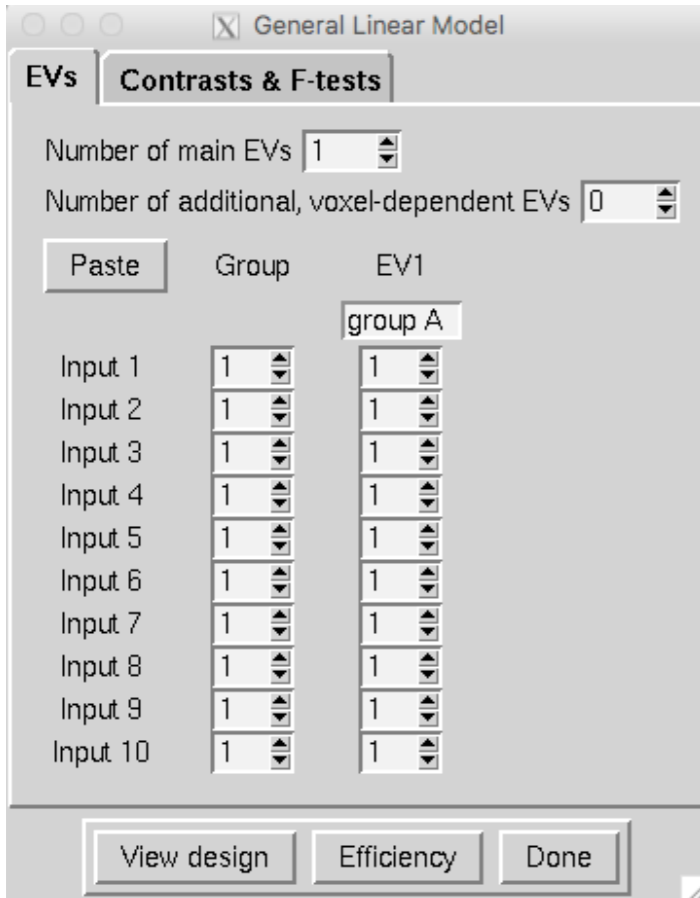 General Linear Model
EVs Contrasts & F-tests
Number of main EVs 1
Number of additional, voxel-dependent EVs 0
Paste Group EV1
group A
Input 1 1 1
Input 2 1 1
Input 3 1 1
Input 4 1 1
Input 5 1 1
Input 6 1 1
Input 7 1 1
Input 8 1 1
Input 9 1 1
Input 10 1 1
View design Efficiency Done